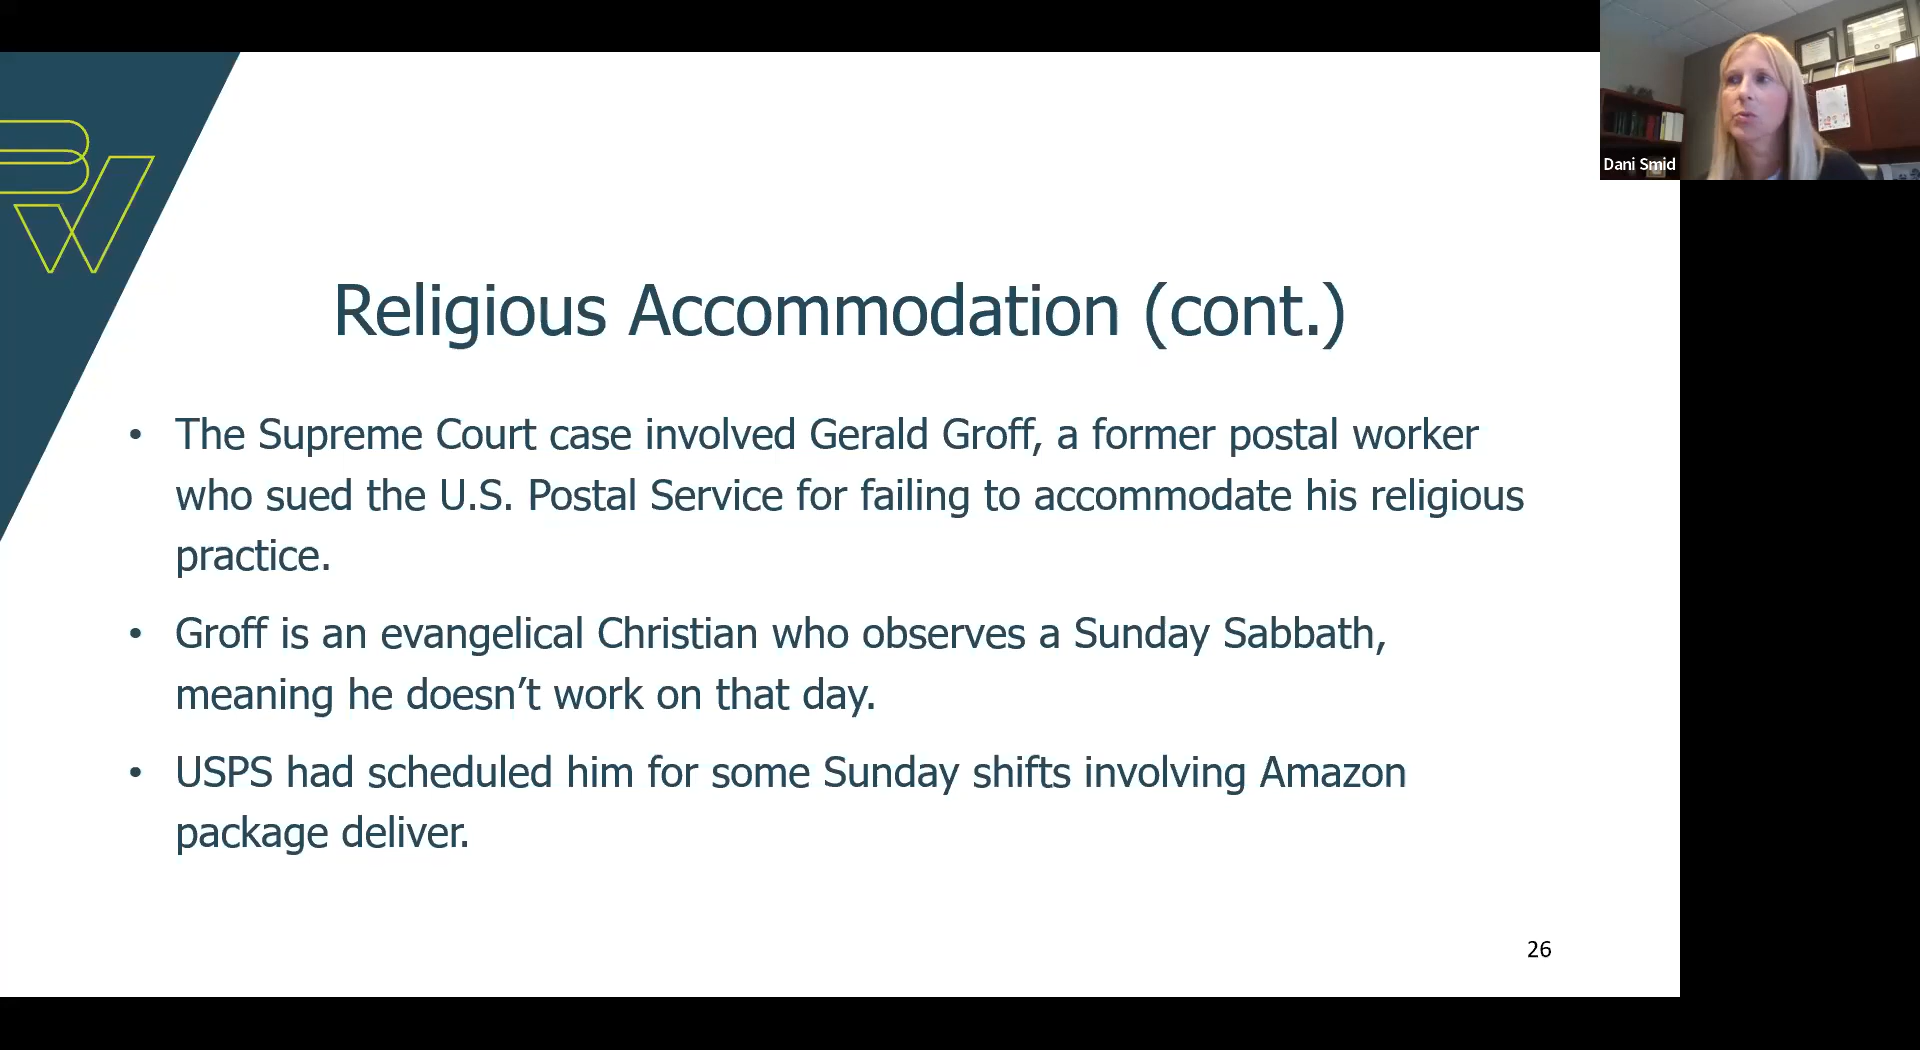 Dani Smid
Religious Accommodation (cont.)
• The Supreme Court case involved Gerald Groff, a former postal worker
who sued the U.S. Postal Service for failing to accommodate his religious
practice.
• Groff is an evangelical Christian who observes a Sunday Sabbath,
meaning he doesn’t work on that day.
• USPS had scheduled him for some Sunday shifts involving Amazon
package deliver.
26